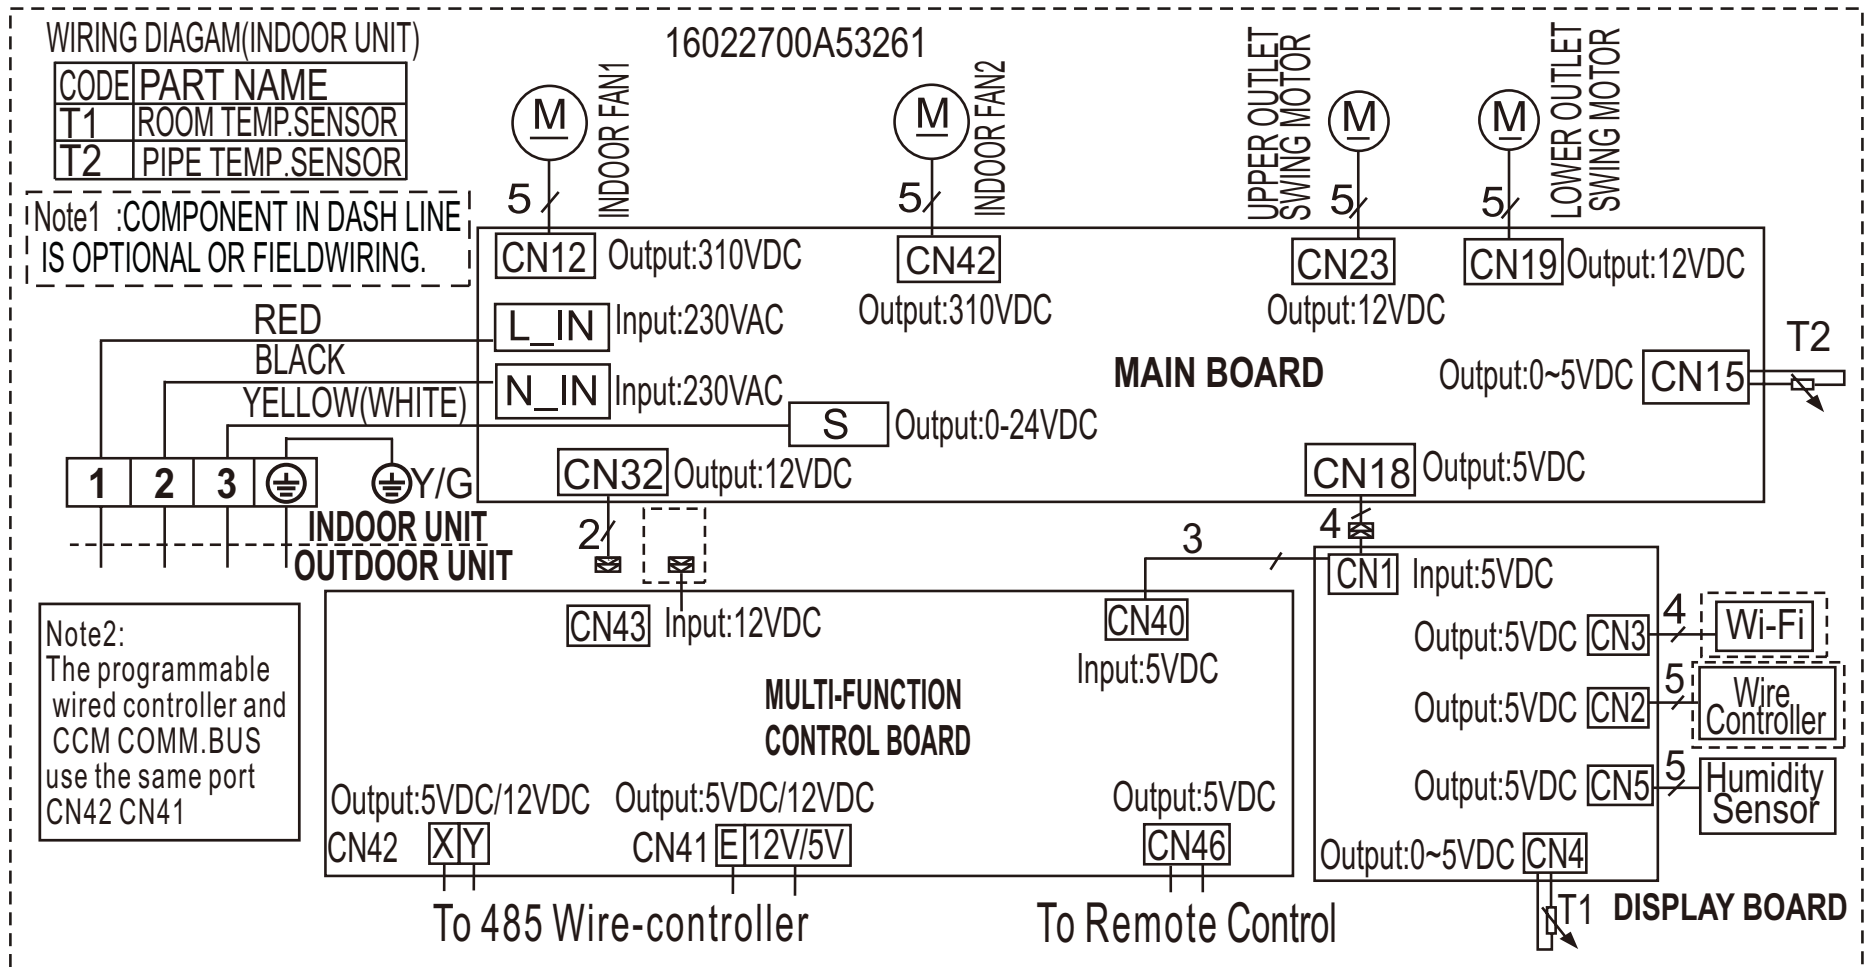 WIRING DIAGAM(INDOOR UNIT)
16022700A53261
CODE PART NAME
T1 ROOM TEMP.SENSOR
T2 PIPE TEMP.SENSOR
Note1 :COMPONENT IN DASH LINE
IS OPTIONAL OR FIELDWIRING.
M
INDOOR FAN1
5
M
INDOOR FAN2
5
UPPER OUTLET
SWING MOTOR
M
5
M
LOWER OUTLET
SWING MOTOR
5
CN12 Output:310VDC
CN42
Output:310VDC
CN23
Output:12VDC
CN19 Output:12VDC
RED
L_IN Input:230VAC
BLACK
N_IN Input:230VAC
YELLOW(WHITE)
S Output:0-24VDC
MAIN BOARD
Output:0~5VDC CN15
T2
CN32 Output:12VDC
CN18 Output:5VDC
1 2 3
Y/G
INDOOR UNIT
OUTDOOR UNIT
2
4
3
CN1 Input:5VDC
CN43 Input:12VDC
CN40
Input:5VDC
Output:5VDC CN3
4
Wi-Fi
Output:5VDC CN2
5
Wire
Controller
Output:5VDC CN5
5
Humidity
Sensor
Note2:
The programmable
wired controller and
CCM COMM.BUS
use the same port
CN42 CN41
MULTI-FUNCTION
CONTROL BOARD
Output:5VDC/12VDC
CN42 X Y
Output:5VDC/12VDC
CN41 E 12V/5V
Output:5VDC
CN46
Output:0~5VDC CN4
T1
DISPLAY BOARD
To 485 Wire-controller
To Remote Control